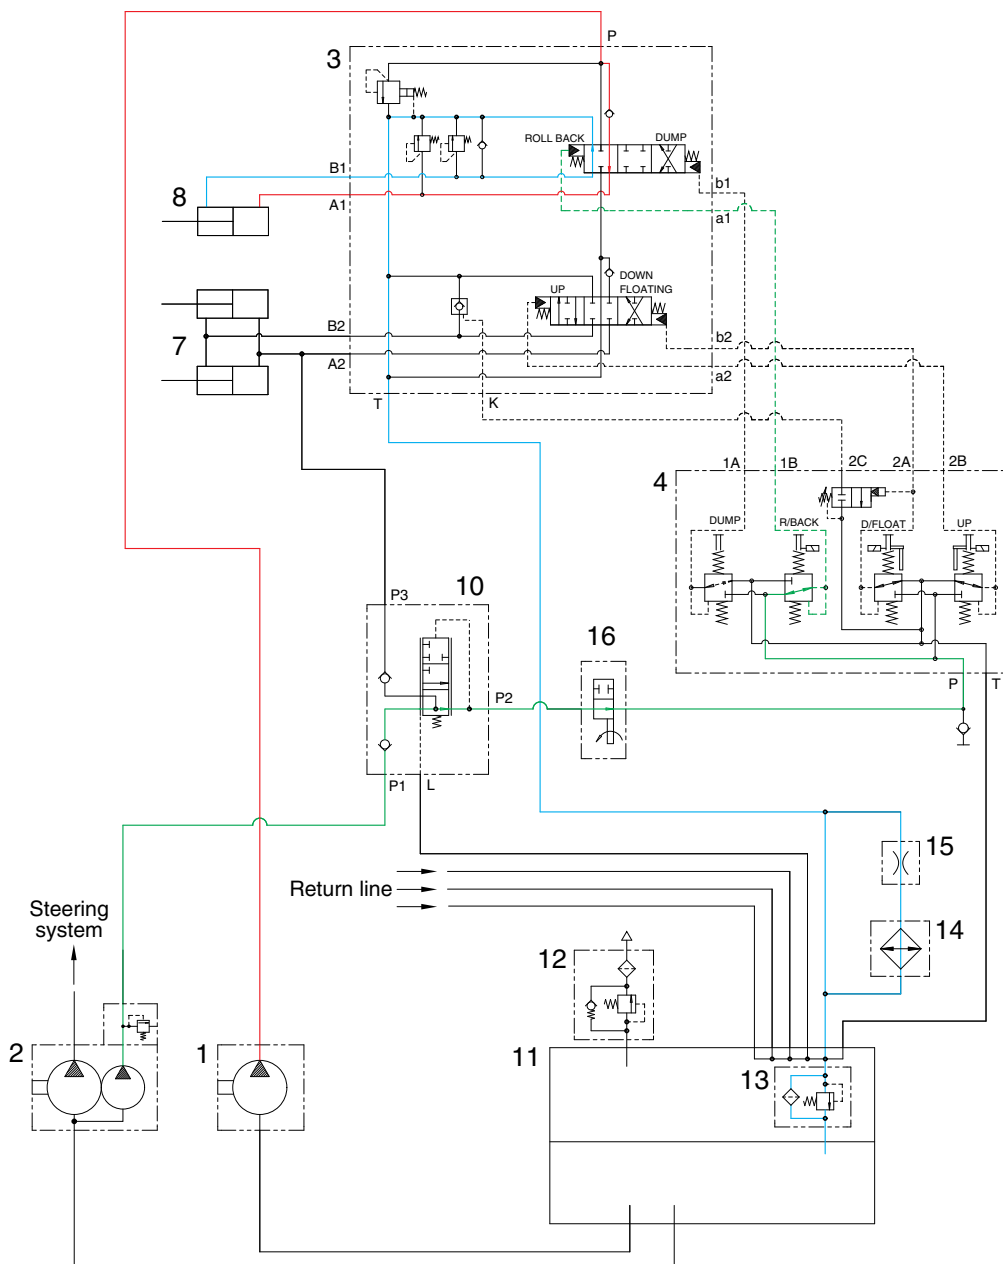 P
3
ROLL BACK
DUMP
B1
b1
8
A1
a1
UP
DOWN
FLOATING
B2
b2
7
A2
a2
T
K
1A
1B
2C
2A
2B
4
DUMP
R/BACK
D/FLOAT
UP
10
P3
16
P2
P
T
P1
L
15
Return line
Steering
system
14
12
2
1
11
13